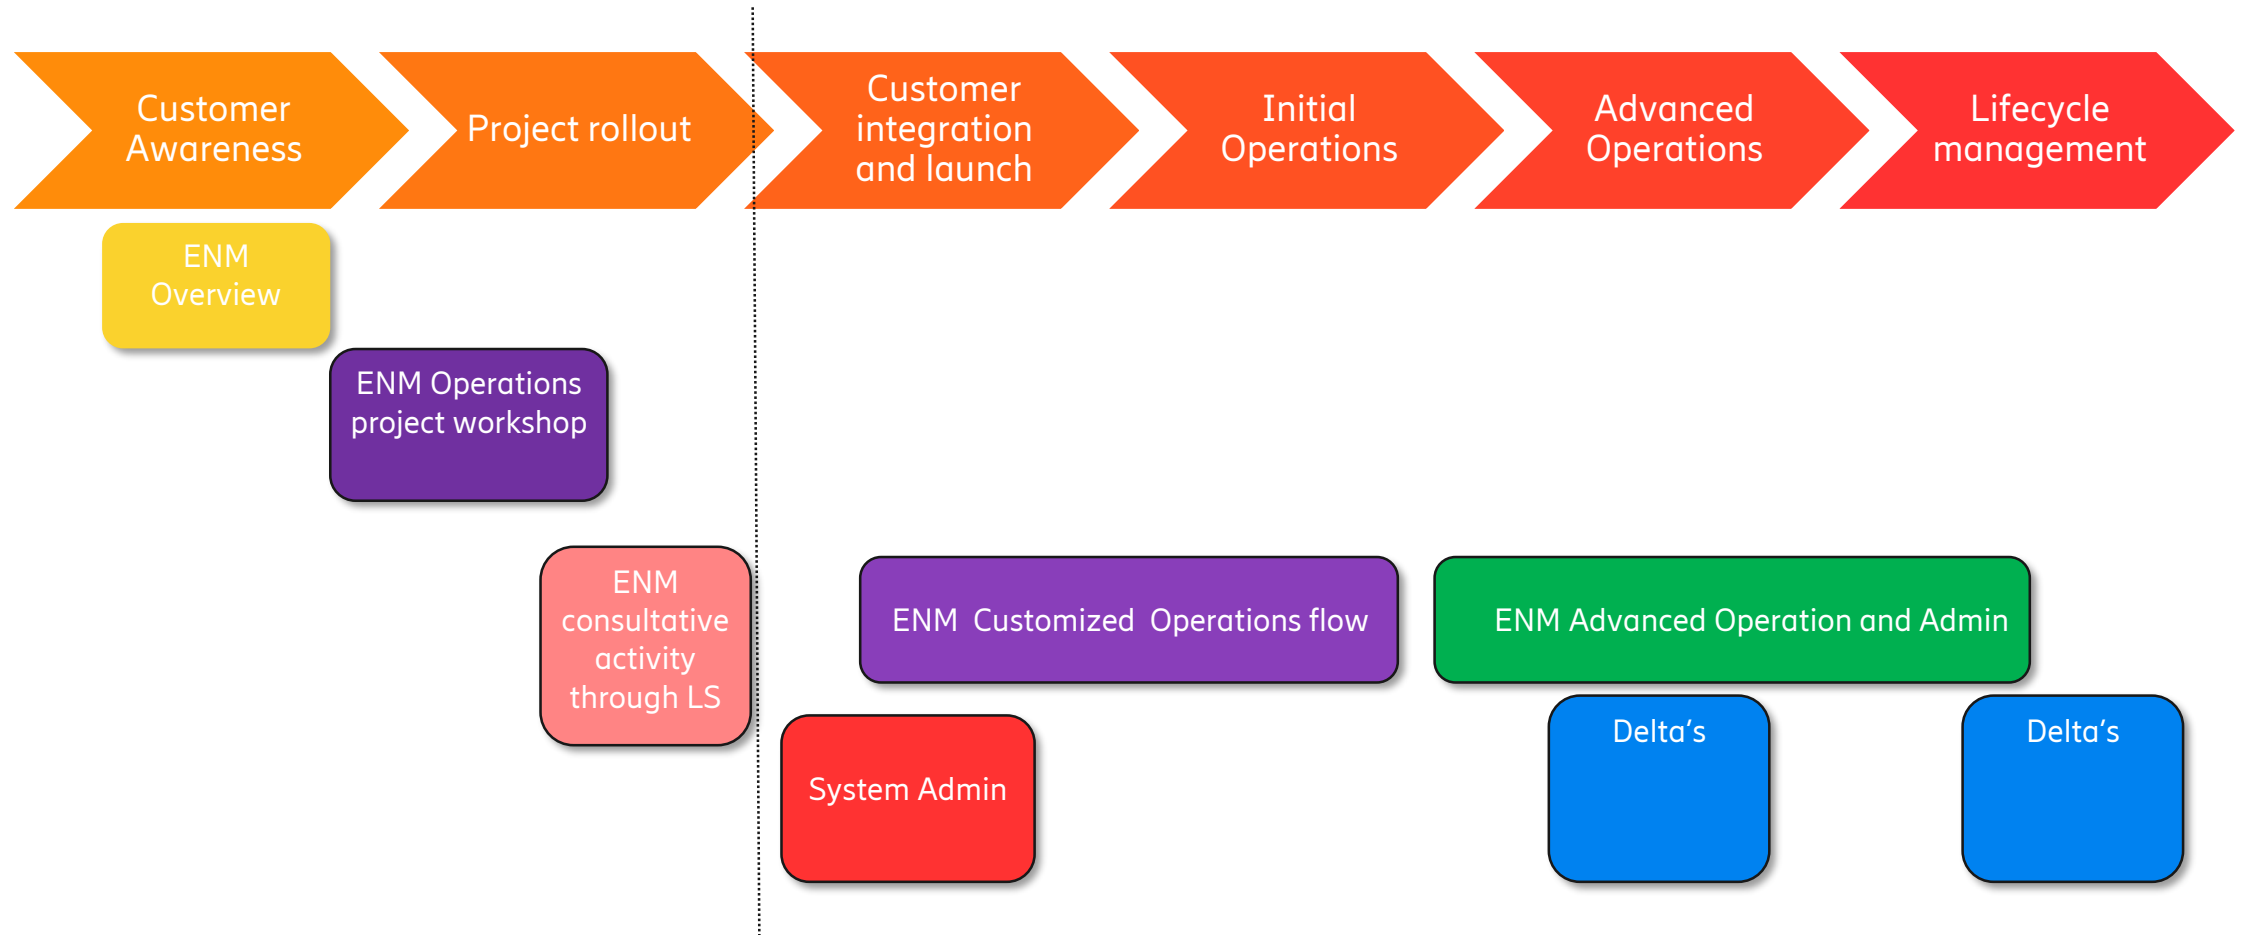 Customer
Awareness
Project rollout
Customer
integration
and launch
Initial
Operations
Advanced
Operations
Lifecycle
management
ENM
Overview
ENM Operations
project workshop
ENM
consultative
activity
through LS
ENM  Customized  Operations flow
ENM Advanced Operation and Admin
System Admin
Delta’s
Delta’s